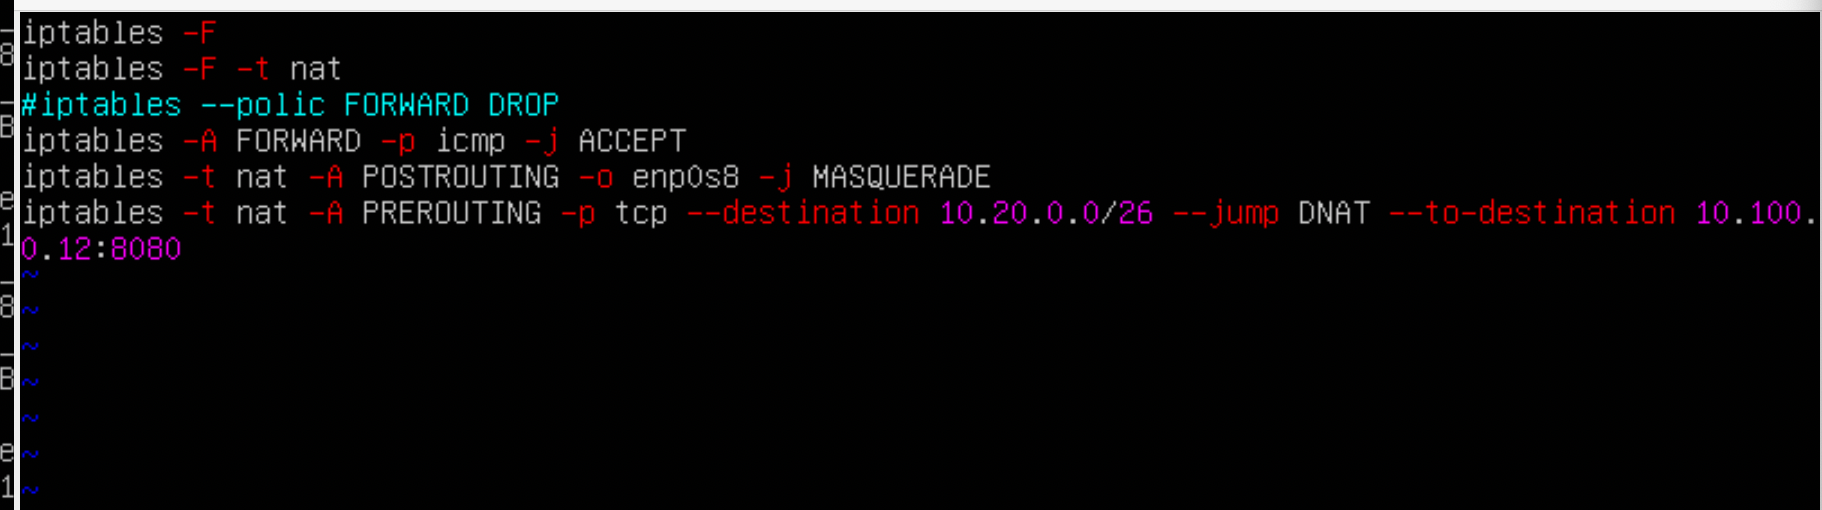 iptables -F
iptables -F -t nat
#iptables --polic FORWARD DROP
iptables -A FORWARD -p icmp -j ACCEPT
iptables -t nat -A POSTROUTING -o enp0s8 -j MASQUERADE
iptables -t nat -A PREROUTING -p tcp --destination 10.20.0.0/26 --jump DNAT --to-destination 10.100.
0.12:8080
~
~
~
~
~
~
~